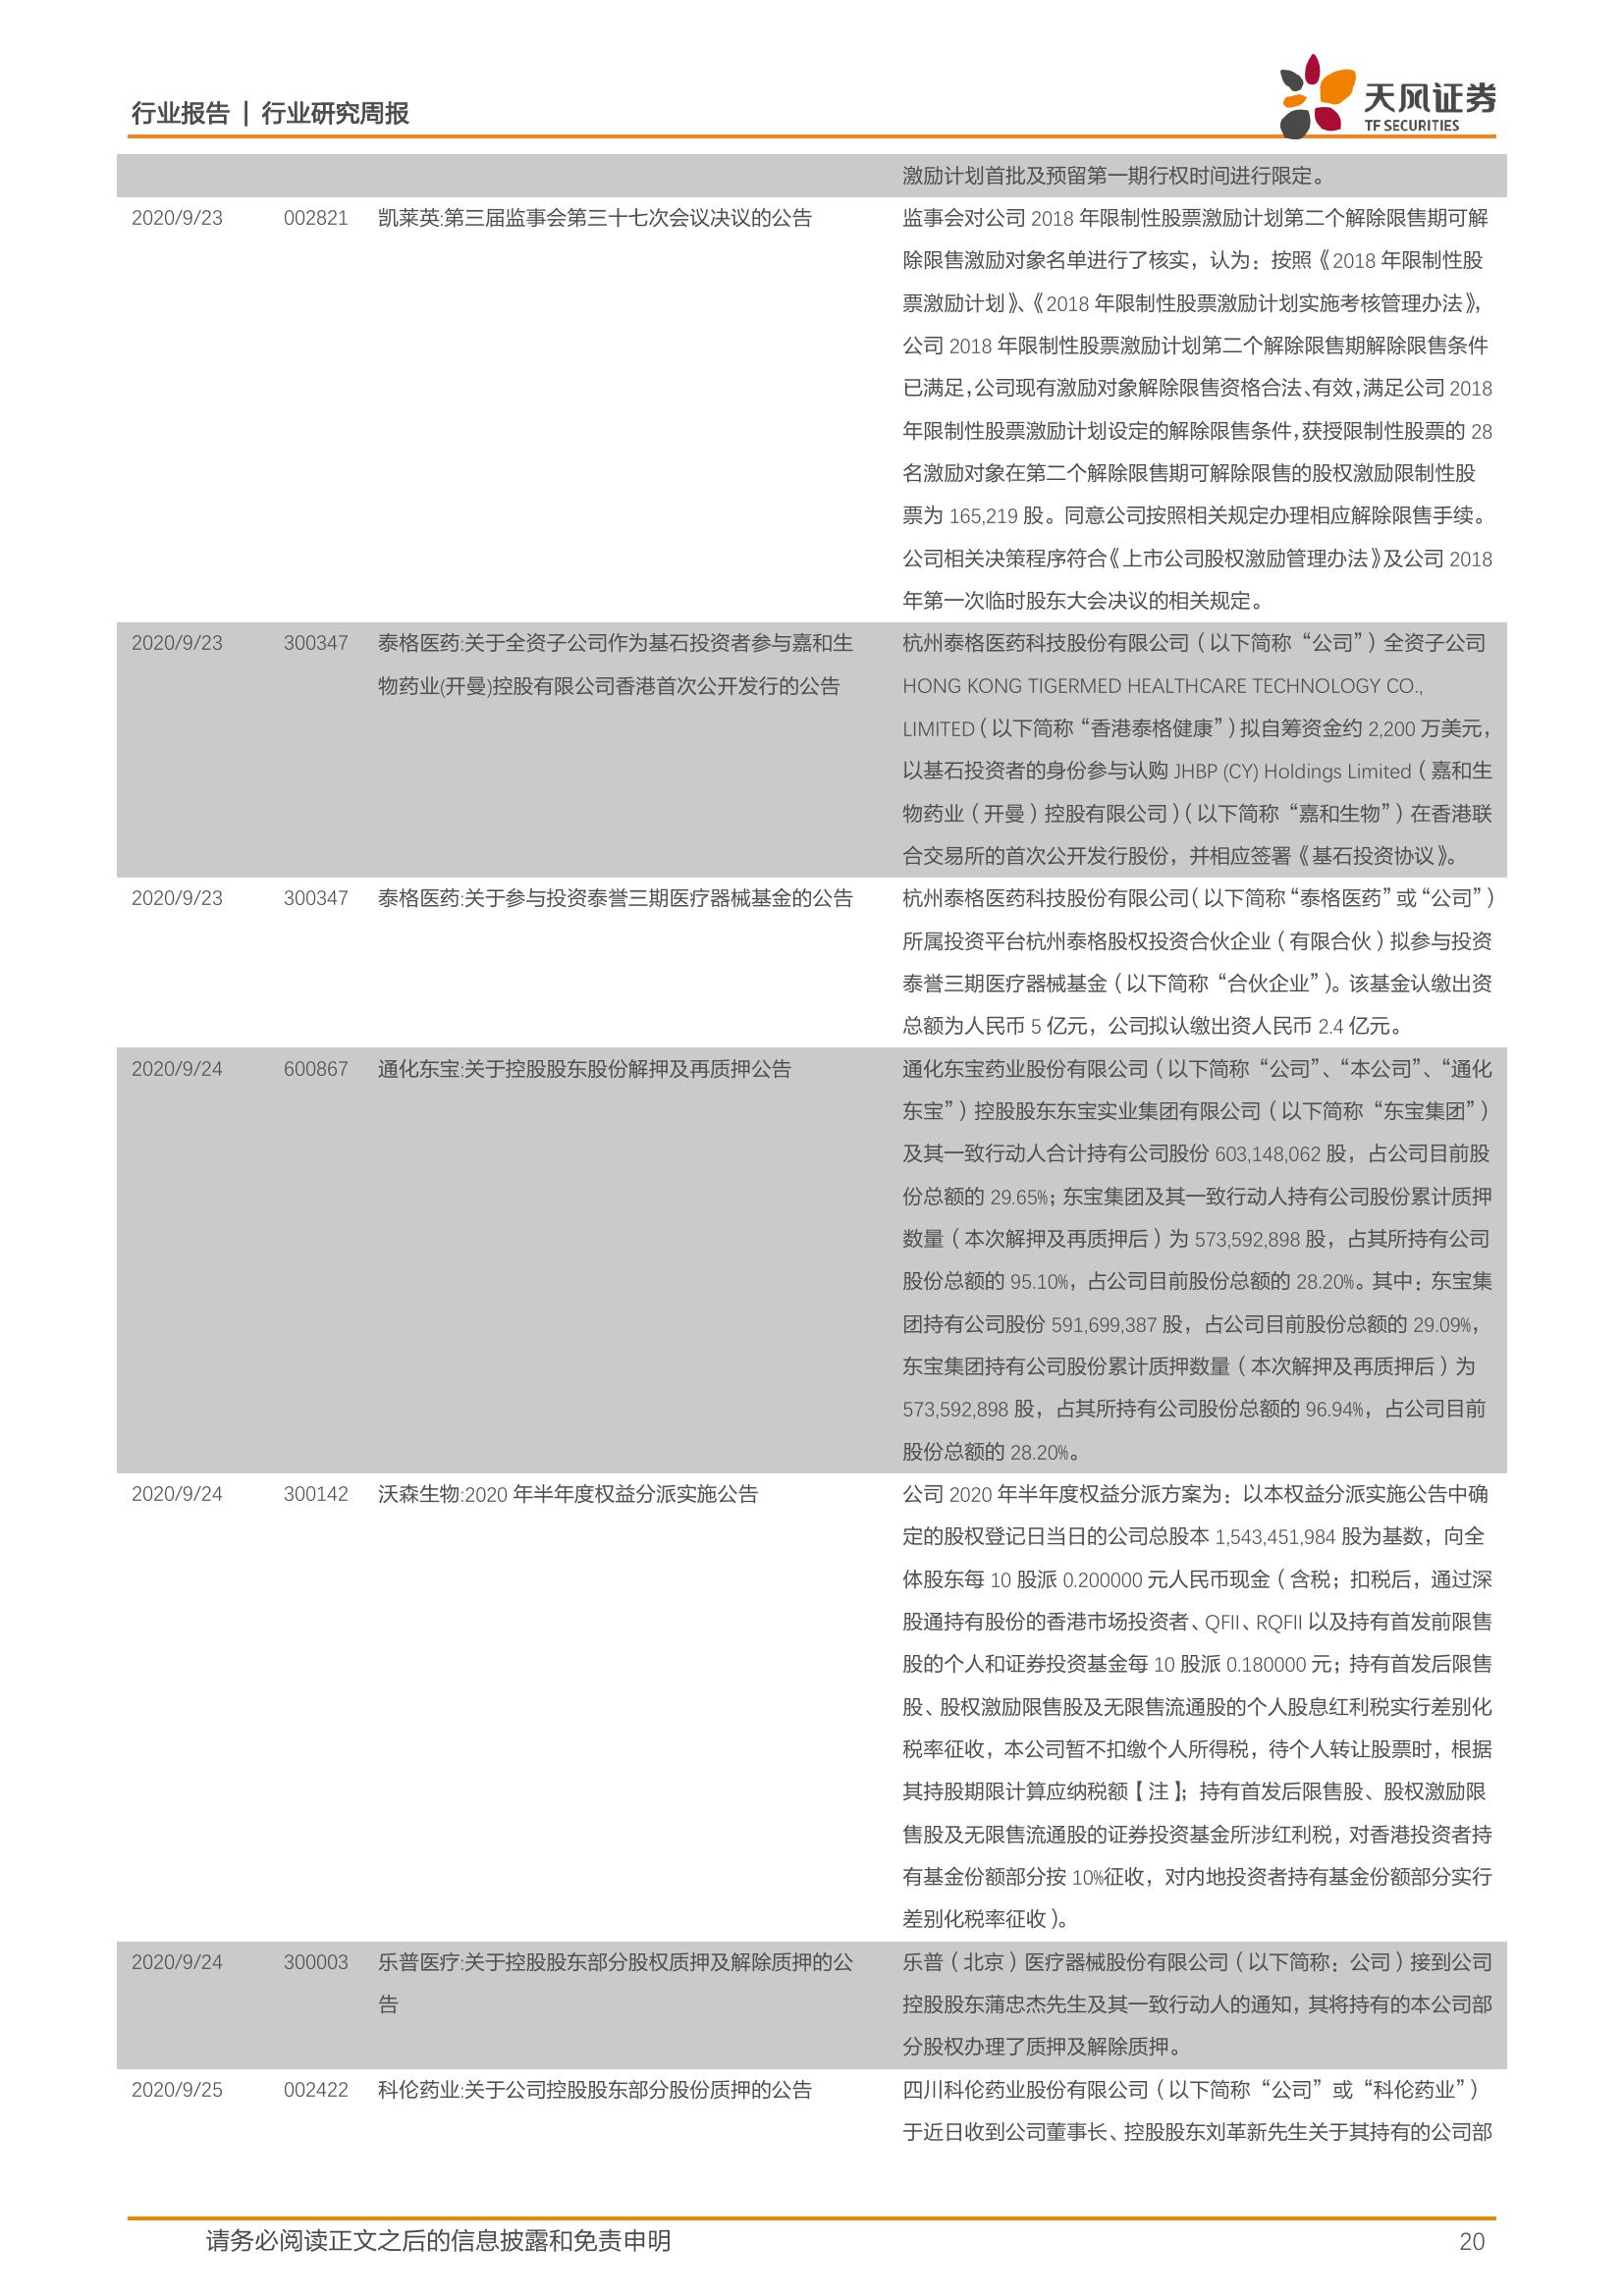 行业报告 | 行业研究周报
天风证券
TF SECURITIES
激励计划首批及预留第一期行权时间进行限定。
2020/9/23 002821 凯莱英:第三届监事会第三十七次会议决议的公告 监事会对公司 2018 年限制性股票激励计划第二个解除限售期可解
除限售激励对象名单进行了核实，认为：按照《2018 年限制性股
票激励计划》、《2018 年限制性股票激励计划实施考核管理办法》，
公司 2018 年限制性股票激励计划第二个解除限售期解除限售条件
已满足，公司现有激励对象解除限售资格合法、有效，满足公司 2018
年限制性股票激励计划设定的解除限售条件，获授限制性股票的 28
名激励对象在第二个解除限售期可解除限售的股权激励限制性股
票为 165,219 股。同意公司按照相关规定办理相应解除限售手续。
公司相关决策程序符合《上市公司股权激励管理办法》及公司 2018
年第一次临时股东大会决议的相关规定。
2020/9/23 300347 泰格医药:关于全资子公司作为基石投资者参与嘉和生 杭州泰格医药科技股份有限公司（以下简称“公司”）全资子公司
物药业(开曼)控股有限公司香港首次公开发行的公告 HONG KONG TIGERMED HEALTHCARE TECHNOLOGY CO.,
LIMITED（以下简称“香港泰格健康”）拟自筹资金约 2,200 万美元，
以基石投资者的身份参与认购 JHBP (CY) Holdings Limited（嘉和生
物药业（开曼）控股有限公司）（以下简称“嘉和生物”）在香港联
合交易所的首次公开发行股份，并相应签署《基石投资协议》。
2020/9/23 300347 泰格医药:关于参与投资泰誉三期医疗器械基金的公告 杭州泰格医药科技股份有限公司（以下简称“泰格医药”或“公司”）
所属投资平台杭州泰格股权投资合伙企业（有限合伙）拟参与投资
泰誉三期医疗器械基金（以下简称“合伙企业”）。该基金认缴出资
总额为人民币 5 亿元，公司拟认缴出资人民币 2.4 亿元。
2020/9/24 600867 通化东宝:关于控股股东股份解押及再质押公告 通化东宝药业股份有限公司（以下简称“公司”、“本公司”、“通化
东宝”）控股股东东宝实业集团有限公司（以下简称“东宝集团”）
及其一致行动人合计持有公司股份 603,148,062 股，占公司目前股
份总额的 29.65%；东宝集团及其一致行动人持有公司股份累计质押
数量（本次解押及再质押后）为 573,592,898 股，占其所持有公司
股份总额的 95.10%，占公司目前股份总额的 28.20%。其中：东宝集
团持有公司股份 591,699,387 股，占公司目前股份总额的 29.09%，
东宝集团持有公司股份累计质押数量（本次解押及再质押后）为
573,592,898 股，占其所持有公司股份总额的 96.94%，占公司目前
股份总额的 28.20%。
2020/9/24 300142 沃森生物:2020 年半年度权益分派实施公告 公司 2020 年半年度权益分派方案为：以本权益分派实施公告中确
定的股权登记日当日的公司总股本 1,543,451,984 股为基数，向全
体股东每 10 股派 0.200000 元人民币现金（含税；扣税后，通过深
股通持有股份的香港市场投资者、QFII、RQFII 以及持有首发前限售
股的个人和证券投资基金每 10 股派 0.180000 元；持有首发后限售
股、股权激励限售股及无限售流通股的个人股息红利税实行差别化
税率征收，本公司暂不扣缴个人所得税，待个人转让股票时，根据
其持股期限计算应纳税额【注】；持有首发后限售股、股权激励限
售股及无限售流通股的证券投资基金所涉红利税，对香港投资者持
有基金份额部分按 10%征收，对内地投资者持有基金份额部分实行
差别化税率征收）。
2020/9/24 300003 乐普医疗:关于控股股东部分股权质押及解除质押的公 乐普（北京）医疗器械股份有限公司（以下简称：公司）接到公司
告 控股股东蒲忠杰先生及其一致行动人的通知，其将持有的本公司部
分股权办理了质押及解除质押。
2020/9/25 002422 科伦药业:关于公司控股股东部分股份质押的公告 四川科伦药业股份有限公司（以下简称“公司”或“科伦药业”）
于近日收到公司董事长、控股股东刘革新先生关于其持有的公司部
请务必阅读正文之后的信息披露和免责申明 20